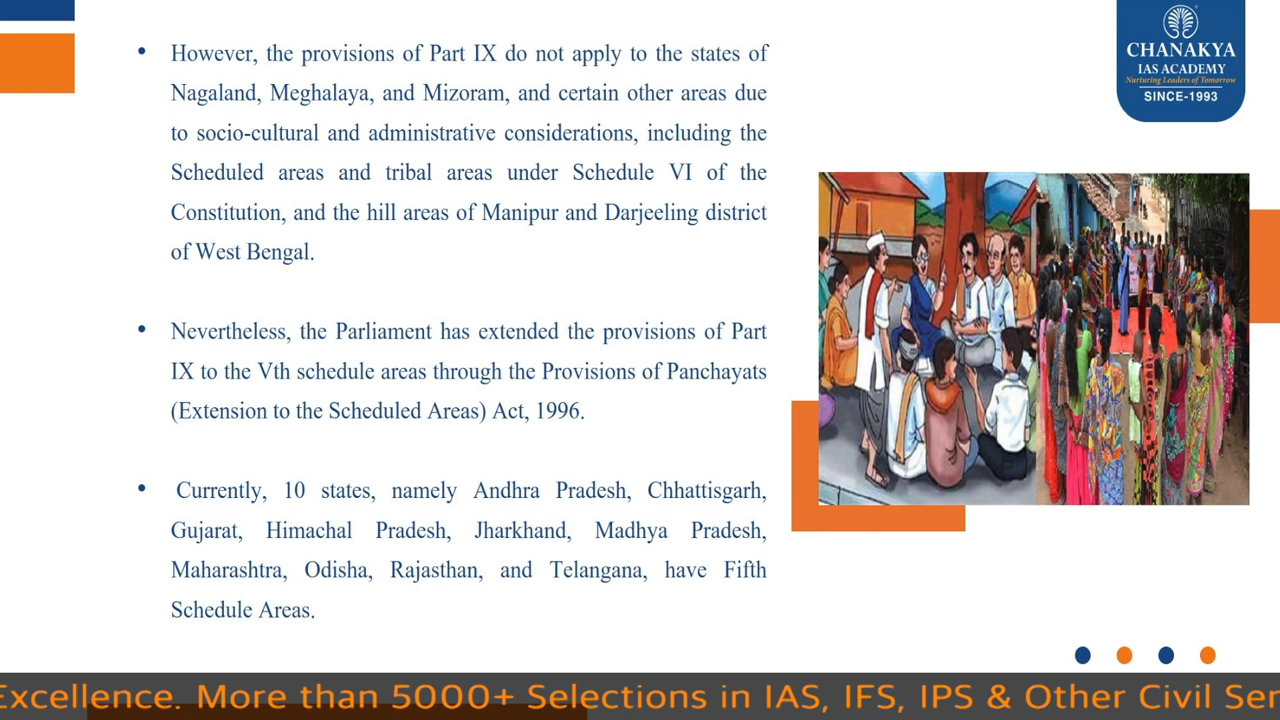 However, the provisions of Part IX do not apply to the states of
Nagaland, Meghalaya, and Mizoram, and certain other areas due
to socio-cultural and administrative considerations, including the
Scheduled areas and tribal areas under Schedule VI of the
Constitution, and the hill areas of Manipur and Darjeeling district
of West Bengal.
Nevertheless, the Parliament has extended the provisions of Part
IX to the Vth schedule areas through the Provisions of Panchayats
(Extension to the Scheduled Areas) Act, 1996.
Currently, 10 states, namely Andhra Pradesh, Chhattisgarh,
Gujarat, Himachal Pradesh, Jharkhand, Madhya Pradesh,
Maharashtra, Odisha, Rajasthan, and Telangana, have Fifth
Schedule Areas.
CHANAKYA
IAS ACADEMY
Nurturing Leaders of Tomorrow
SINCE-1993
Excellence. More than 5000+ Selections in IAS, IFS, IPS & Other Civil Ser